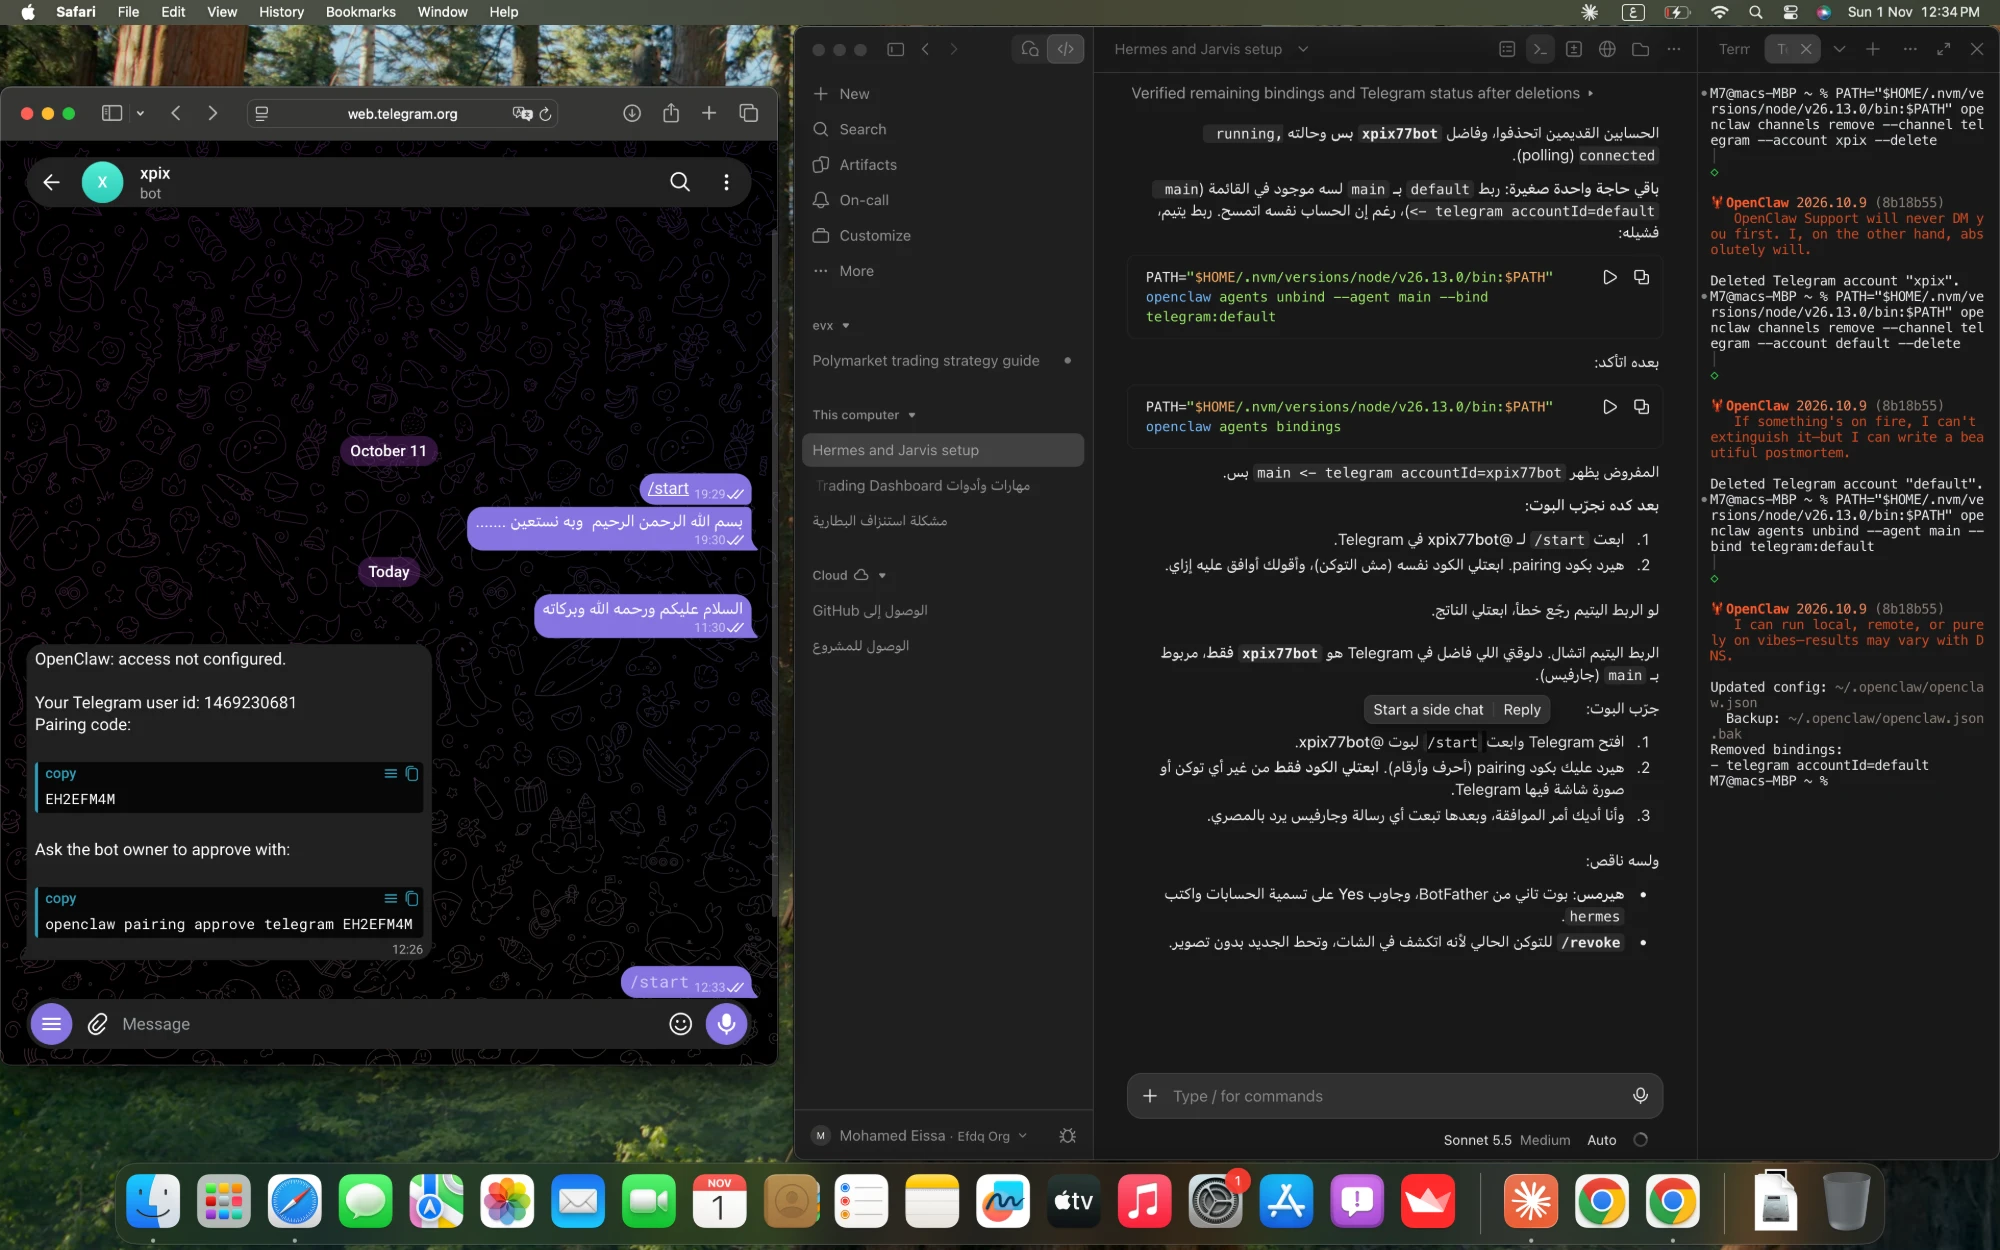 Safari File Edit View History Bookmarks Window Help
ع
Sun 1 Nov 12:34 PM
web.telegram.org
X
xpix
bot
October 11
/start 19:29
بسم الله الرحمن الرحيم وبه نستعين .......
19:30
Today
السلام عليكم ورحمه الله وبركاته
11:30
OpenClaw: access not configured.
Your Telegram user id: 1469230681
Pairing code:
copy
EH2EFM4M
Ask the bot owner to approve with:
copy
openclaw pairing approve telegram EH2EFM4M
12:26
/start 12:33
Message
New
Search
Artifacts
On-call
Customize
More
evx
Polymarket trading strategy guide
This computer
Hermes and Jarvis setup
مهارات وأدوات Trading Dashboard
مشكلة استنزاف البطارية
Cloud
الوصول إلى GitHub
الوصول للمشروع
M Mohamed Eissa · Efdq Org
Hermes and Jarvis setup
Verified remaining bindings and Telegram status after deletions
الحسابين القديمين اتحذفوا، وفاضل xpix77bot بس وحالته running,
connected (polling).
باقي حاجة واحدة صغيرة: ربط default بـ main لسه موجود في القائمة (main
<- telegram accountId=default)، رغم إن الحساب نفسه اتمسح. ربط يتيم،
فشيله:
PATH="$HOME/.nvm/versions/node/v26.13.0/bin:$PATH"
openclaw agents unbind --agent main --bind
telegram:default
بعده اتأكد:
PATH="$HOME/.nvm/versions/node/v26.13.0/bin:$PATH"
openclaw agents bindings
المفروض يظهر main <- telegram accountId=xpix77bot بس.
بعد كده نجرّب البوت:
1. ابعت /start لـ @xpix77bot في Telegram.
2. هيرد بكود pairing. ابعتلي الكود نفسه (مش التوكن)، وأقولك أوافق عليه إزاي.
لو الربط اليتيم رجّع خطأ، ابعتلي الناتج.
الربط اليتيم اتشال. دلوقتي اللي فاضل في Telegram هو xpix77bot فقط، مربوط
بـ main (جارفيس).
جرّب البوت:
Start a side chat Reply
1. افتح Telegram وابعت /start لبوت @xpix77bot.
2. هيرد عليك بكود pairing (أحرف وأرقام). ابعتلي الكود فقط من غير أي توكن أو
صورة شاشة فيها Telegram.
3. وأنا أديك أمر الموافقة، وبعدها تبعت أي رسالة وجارفيس يرد بالمصري.
ولسه ناقص:
• هيرمس: بوت تاني من BotFather، وجاوب Yes على تسمية الحسابات واكتب
hermes.
• /revoke للتوكن الحالي لأنه اتكشف في الشات، وتحط الجديد بدون تصوير.
Type / for commands
Sonnet 5.5 Medium Auto
Term
M7@macs-MBP ~ % PATH="$HOME/.nvm/ve
rsions/node/v26.13.0/bin:$PATH" ope
nclaw channels remove --channel tel
egram --account xpix --delete
OpenClaw 2026.10.9 (8b18b55)
OpenClaw Support will never DM y
ou first. I, on the other hand, abs
olutely will.
Deleted Telegram account "xpix".
M7@macs-MBP ~ % PATH="$HOME/.nvm/ve
rsions/node/v26.13.0/bin:$PATH" ope
nclaw channels remove --channel tel
egram --account default --delete
OpenClaw 2026.10.9 (8b18b55)
If something's on fire, I can't
extinguish it—but I can write a bea
utiful postmortem.
Deleted Telegram account "default".
M7@macs-MBP ~ % PATH="$HOME/.nvm/ve
rsions/node/v26.13.0/bin:$PATH" ope
nclaw agents unbind --agent main --
bind telegram:default
OpenClaw 2026.10.9 (8b18b55)
I can run local, remote, or pure
ly on vibes—results may vary with D
NS.
Updated config: ~/.openclaw/opencla
w.json
Backup: ~/.openclaw/openclaw.json
.bak
Removed bindings:
- telegram accountId=default
M7@macs-MBP ~ %
NOV
1
tv
1